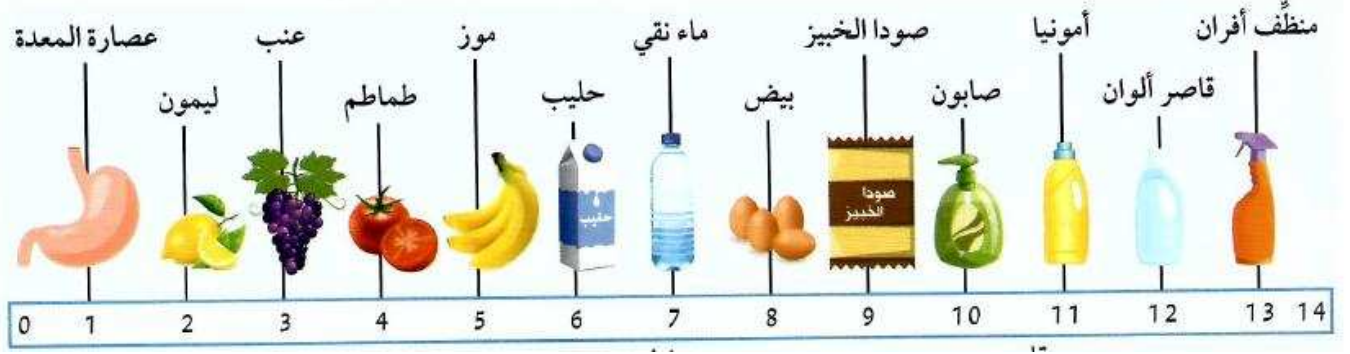 عصارة المعدة
ليمون
عنب
طماطم
موز
حليب
ماء نقي
بيض
صودا الخبيز
صابون
أمونيا
قاصر ألوان
منظِّف أفران
حليب
صودا
الخبيز
0 1 2 3 4 5 6 7 8 9 10 11 12 13 14